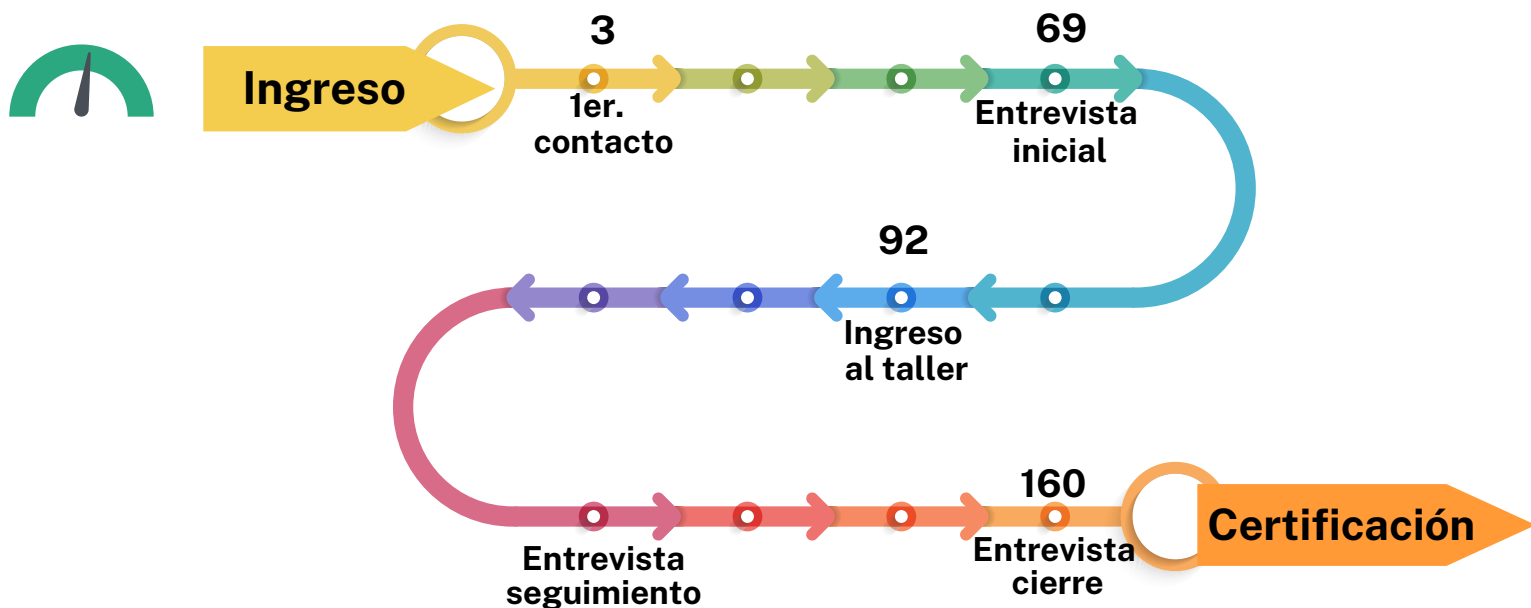 Ingreso
3
1er.
contacto
69
Entrevista
inicial
92
Ingreso
al taller
Entrevista
seguimiento
160
Entrevista
cierre
Certificación